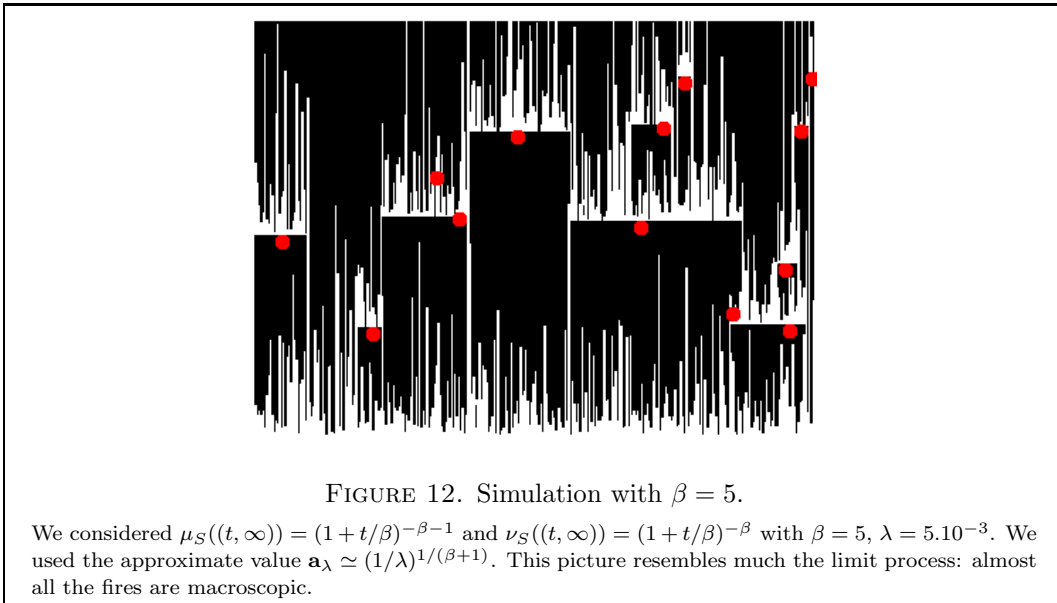 FIGURE 12. Simulation with β = 5.
We considered μ_S((t, ∞)) = (1 + t/β)^{−β−1} and ν_S((t, ∞)) = (1 + t/β)^{−β} with β = 5, λ = 5.10^{−3}. We
used the approximate value a_λ ≃ (1/λ)^{1/(β+1)}. This picture resembles much the limit process: almost
all the fires are macroscopic.